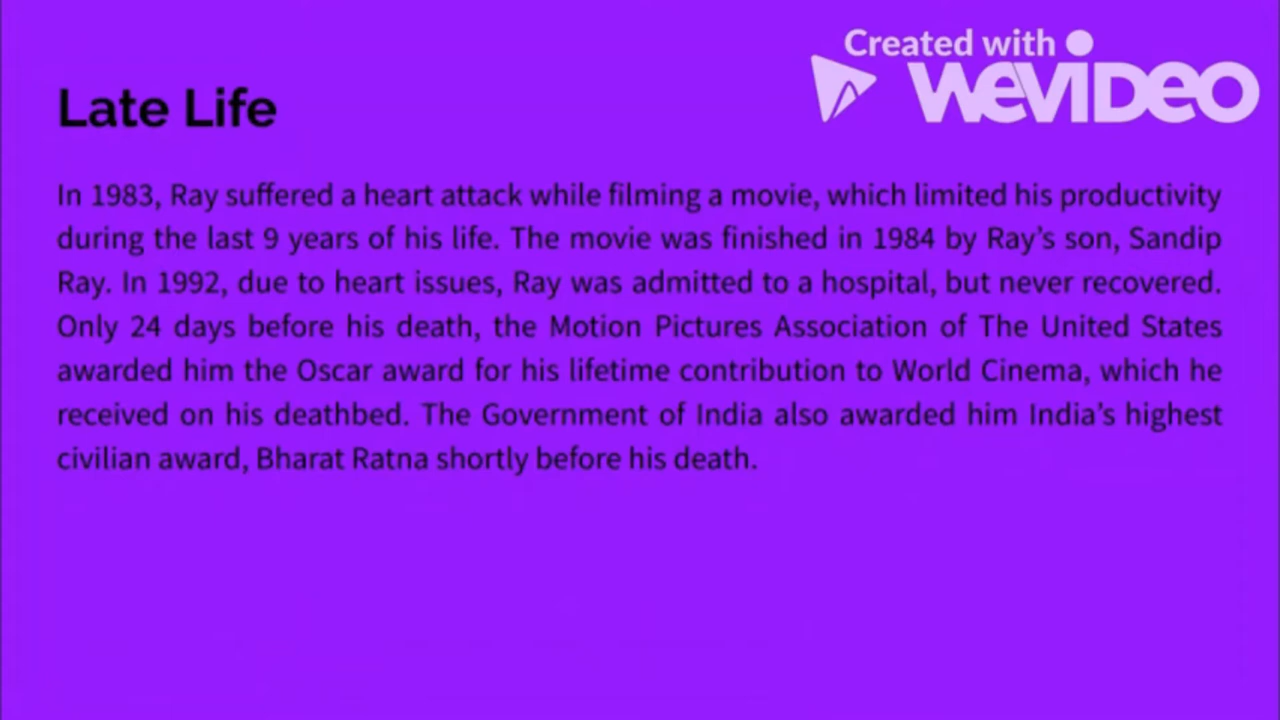 Created with
WEVIDEO
Late Life
In 1983, Ray suffered a heart attack while filming a movie, which limited his productivity
during the last 9 years of his life. The movie was finished in 1984 by Ray’s son, Sandip
Ray. In 1992, due to heart issues, Ray was admitted to a hospital, but never recovered.
Only 24 days before his death, the Motion Pictures Association of The United States
awarded him the Oscar award for his lifetime contribution to World Cinema, which he
received on his deathbed. The Government of India also awarded him India’s highest
civilian award, Bharat Ratna shortly before his death.